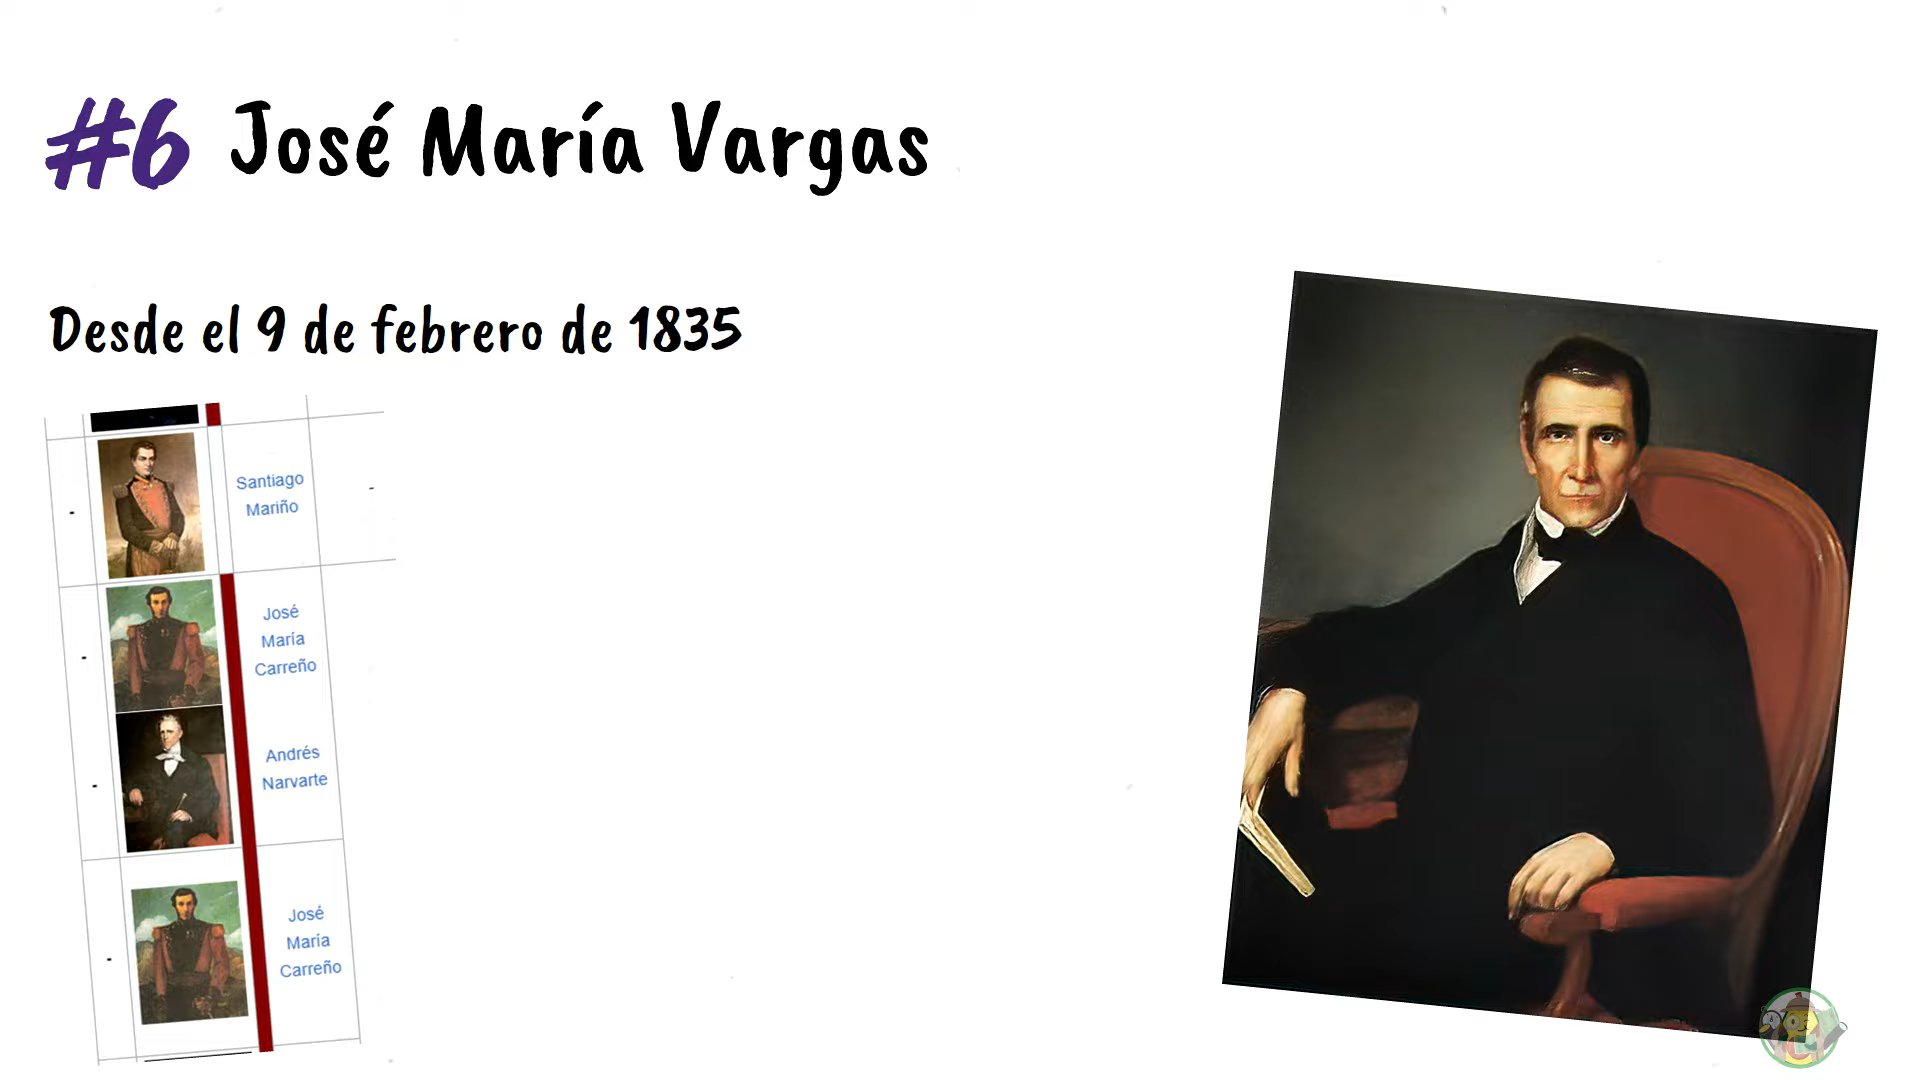 #6 José María Vargas
Desde el 9 de febrero de 1835
Santiago
Mariño
-
José
María
Carreño
Andrés
Narvarte
José
María
Carreño